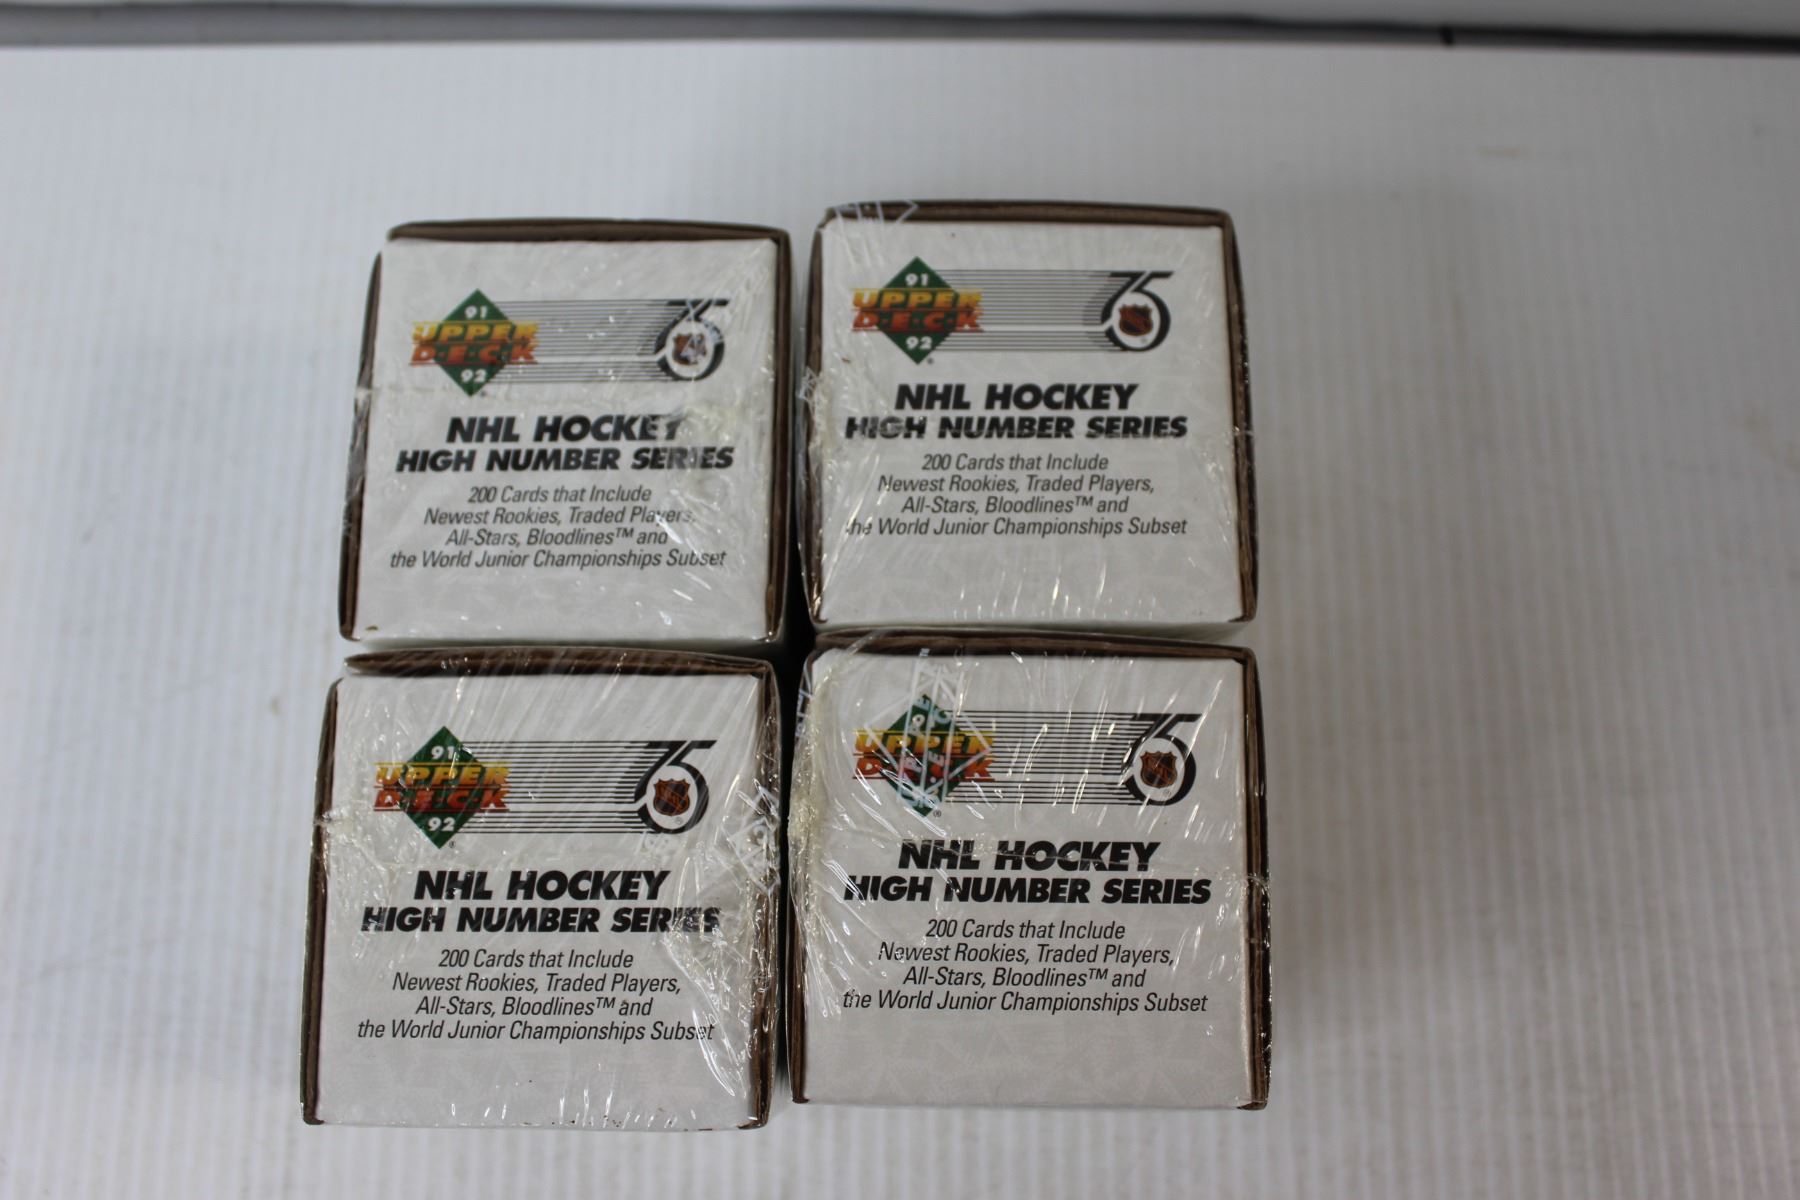 91
UPPER
D·E·C·K
92
75
NHL HOCKEY
HIGH NUMBER SERIES
200 Cards that Include
Newest Rookies, Traded Players,
All-Stars, Bloodlines™ and
the World Junior Championships Subset
91
UPPER
D·E·C·K
92
75
NHL HOCKEY
HIGH NUMBER SERIES
200 Cards that Include
Newest Rookies, Traded Players,
All-Stars, Bloodlines™ and
the World Junior Championships Subset
91
UPPER
D·E·C·K
92
75
NHL HOCKEY
HIGH NUMBER SERIES
200 Cards that Include
Newest Rookies, Traded Players,
All-Stars, Bloodlines™ and
the World Junior Championships Subset
UPPER
D·E·C·K
75
NHL HOCKEY
HIGH NUMBER SERIES
200 Cards that Include
Newest Rookies, Traded Players,
All-Stars, Bloodlines™ and
the World Junior Championships Subset